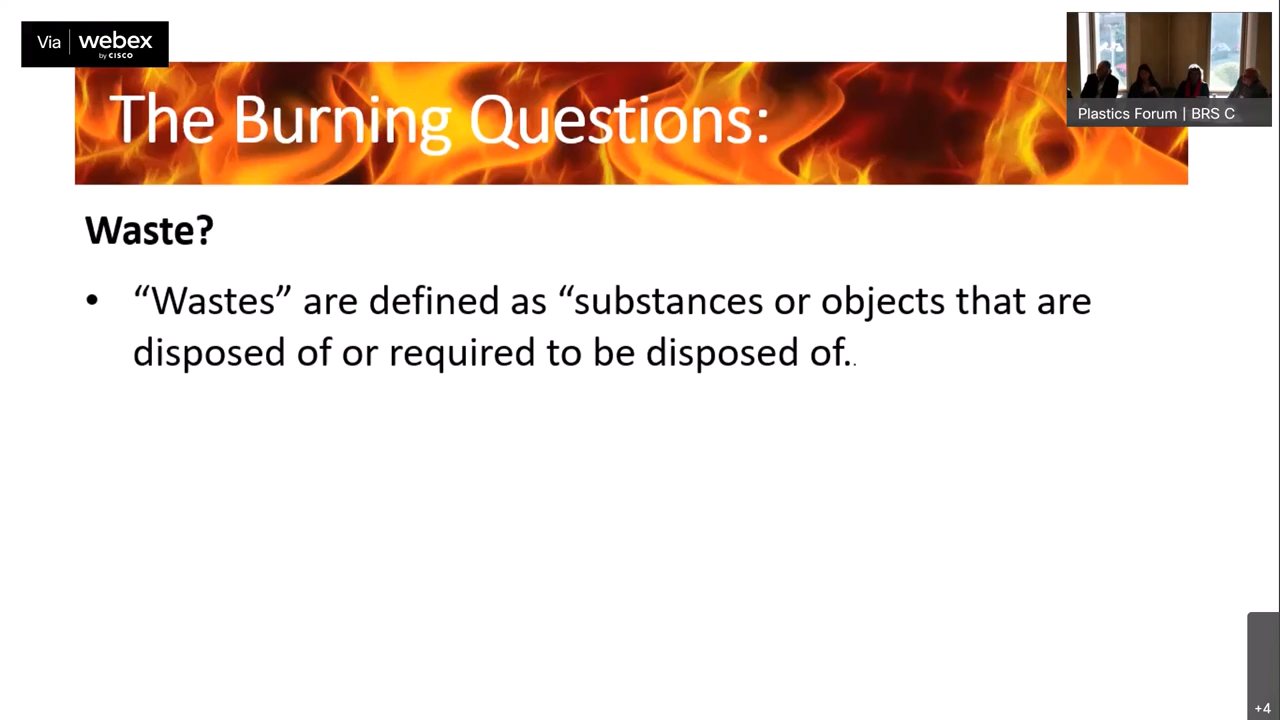 Via
webex
by CISCO
The Burning Questions:
Plastics Forum | BRS C
Waste?
• “Wastes” are defined as “substances or objects that are
disposed of or required to be disposed of..
+4